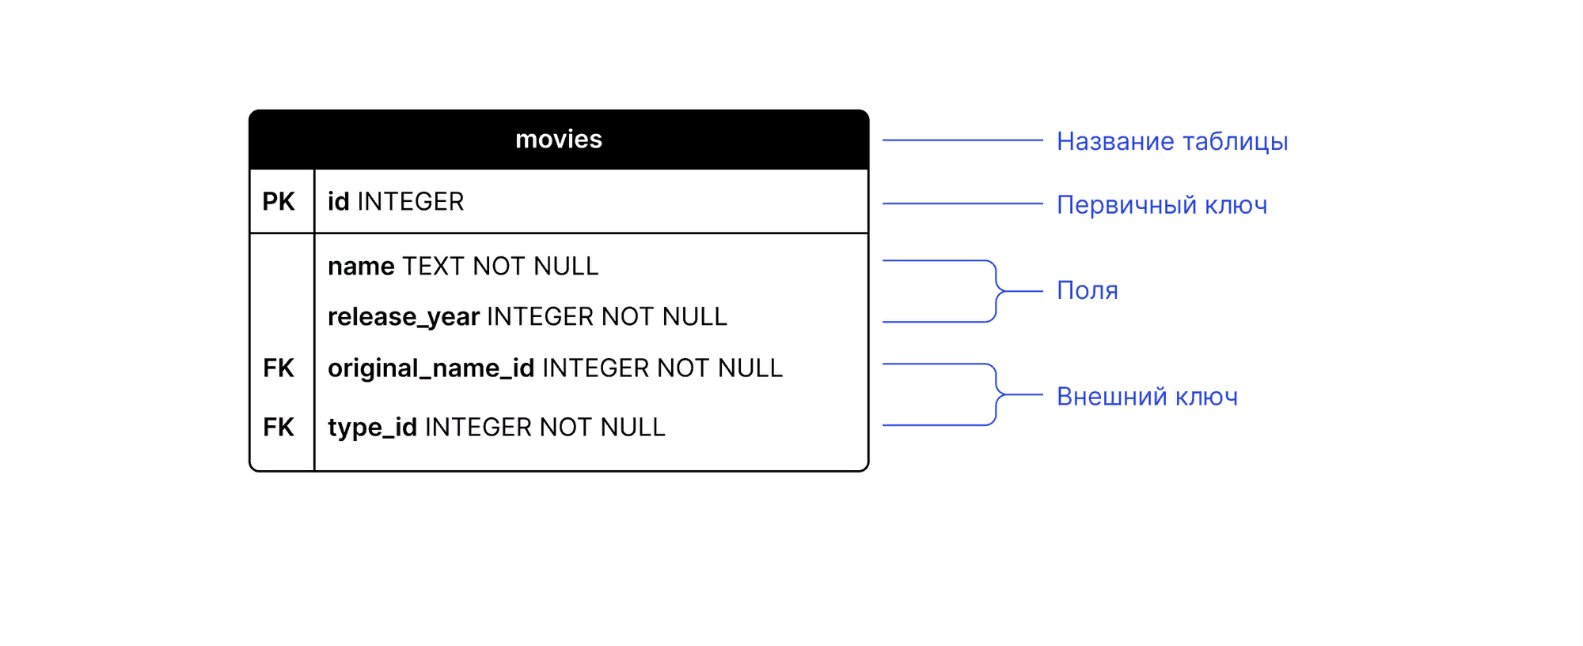 movies
Название таблицы
PK id INTEGER
Первичный ключ
name TEXT NOT NULL
release_year INTEGER NOT NULL
Поля
FK original_name_id INTEGER NOT NULL
FK type_id INTEGER NOT NULL
Внешний ключ